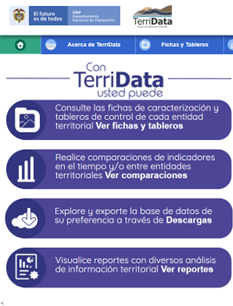 El futuro es de todos
DNP
Departamento
Nacional de Planeación
TerriData
Acerca de TerriData
Fichas y Tableros
Con
TerriData
usted puede
Consulte las fichas de caracterización y
tableros de control de cada entidad
territorial Ver fichas y tableros
Realice comparaciones de indicadores
en el tiempo y/o entre entidades
territoriales Ver comparaciones
Explore y exporte la base de datos de
su preferencia a través de Descargas
Visualice reportes con diversos análisis
de información territorial Ver reportes